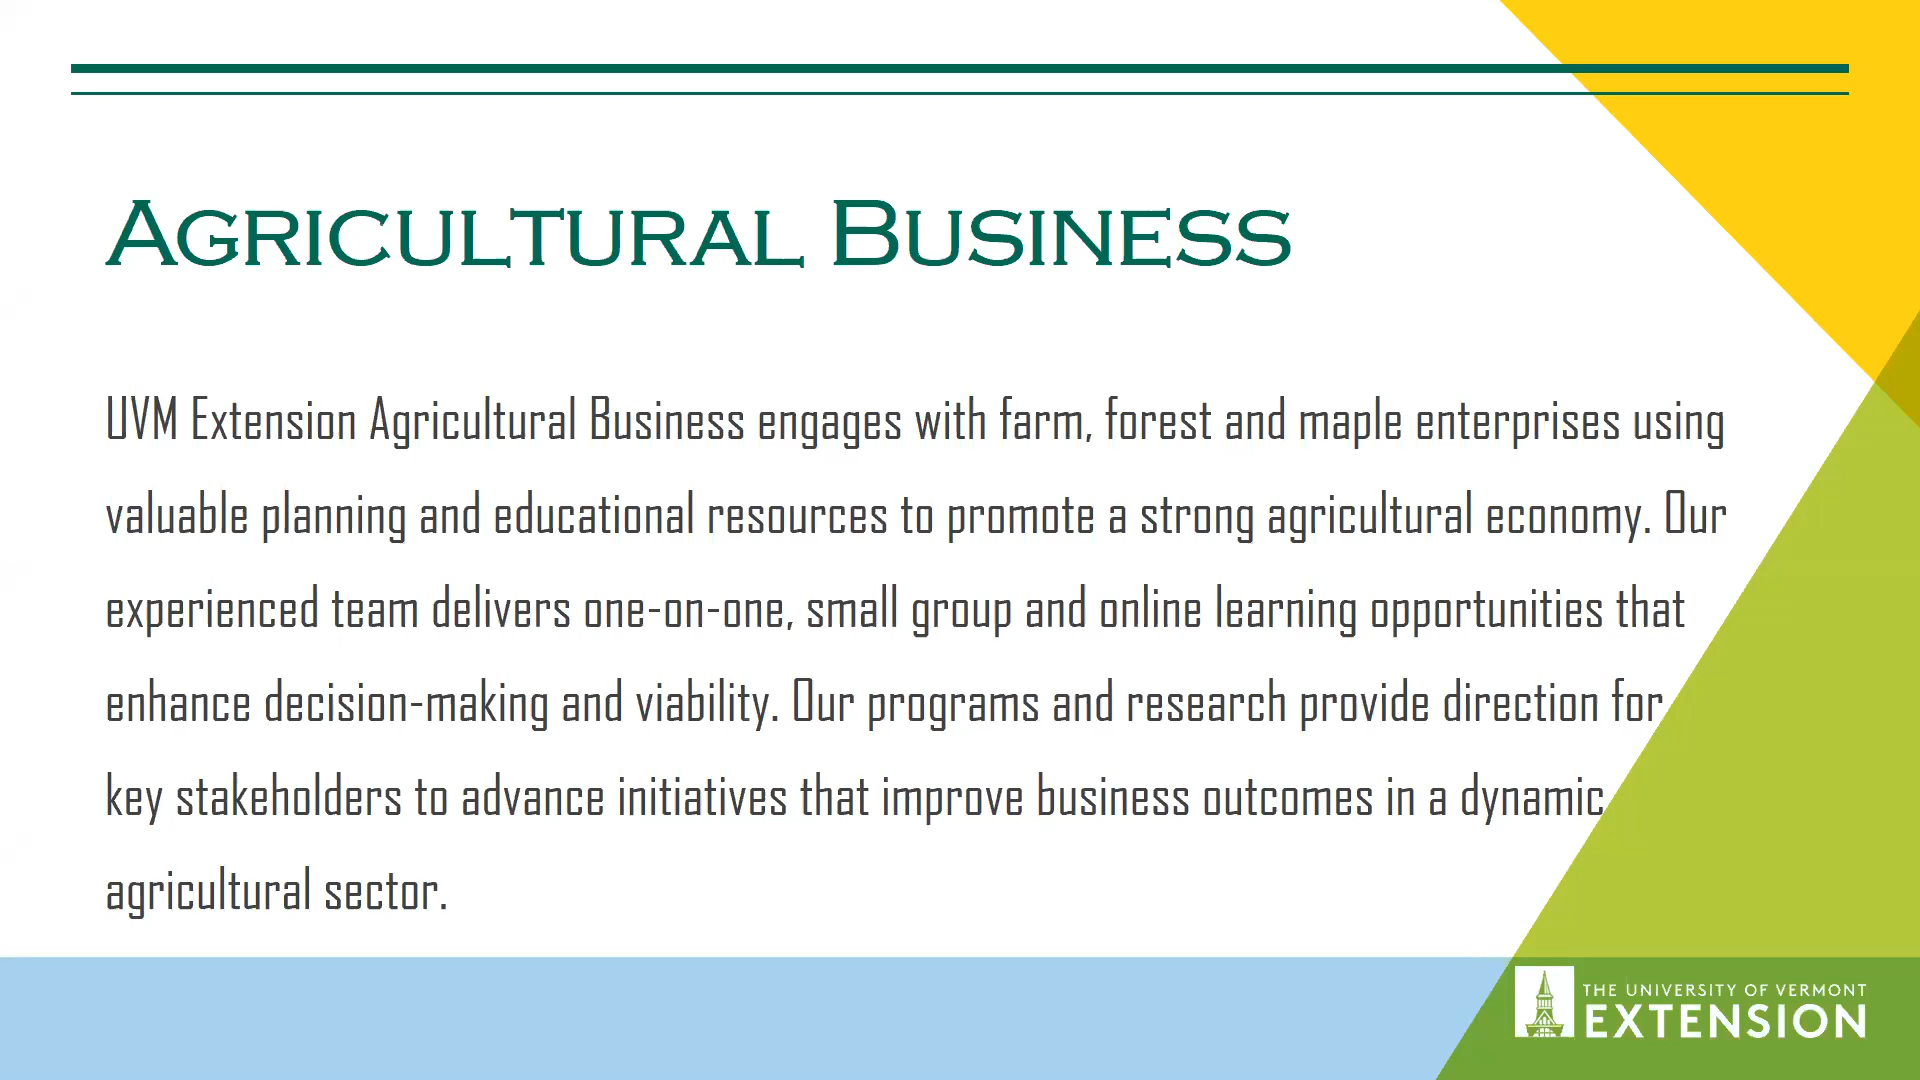 AGRICULTURAL BUSINESS
UVM Extension Agricultural Business engages with farm, forest and maple enterprises using
valuable planning and educational resources to promote a strong agricultural economy. Our
experienced team delivers one-on-one, small group and online learning opportunities that
enhance decision-making and viability. Our programs and research provide direction for
key stakeholders to advance initiatives that improve business outcomes in a dynamic
agricultural sector.
THE UNIVERSITY OF VERMONT
EXTENSION